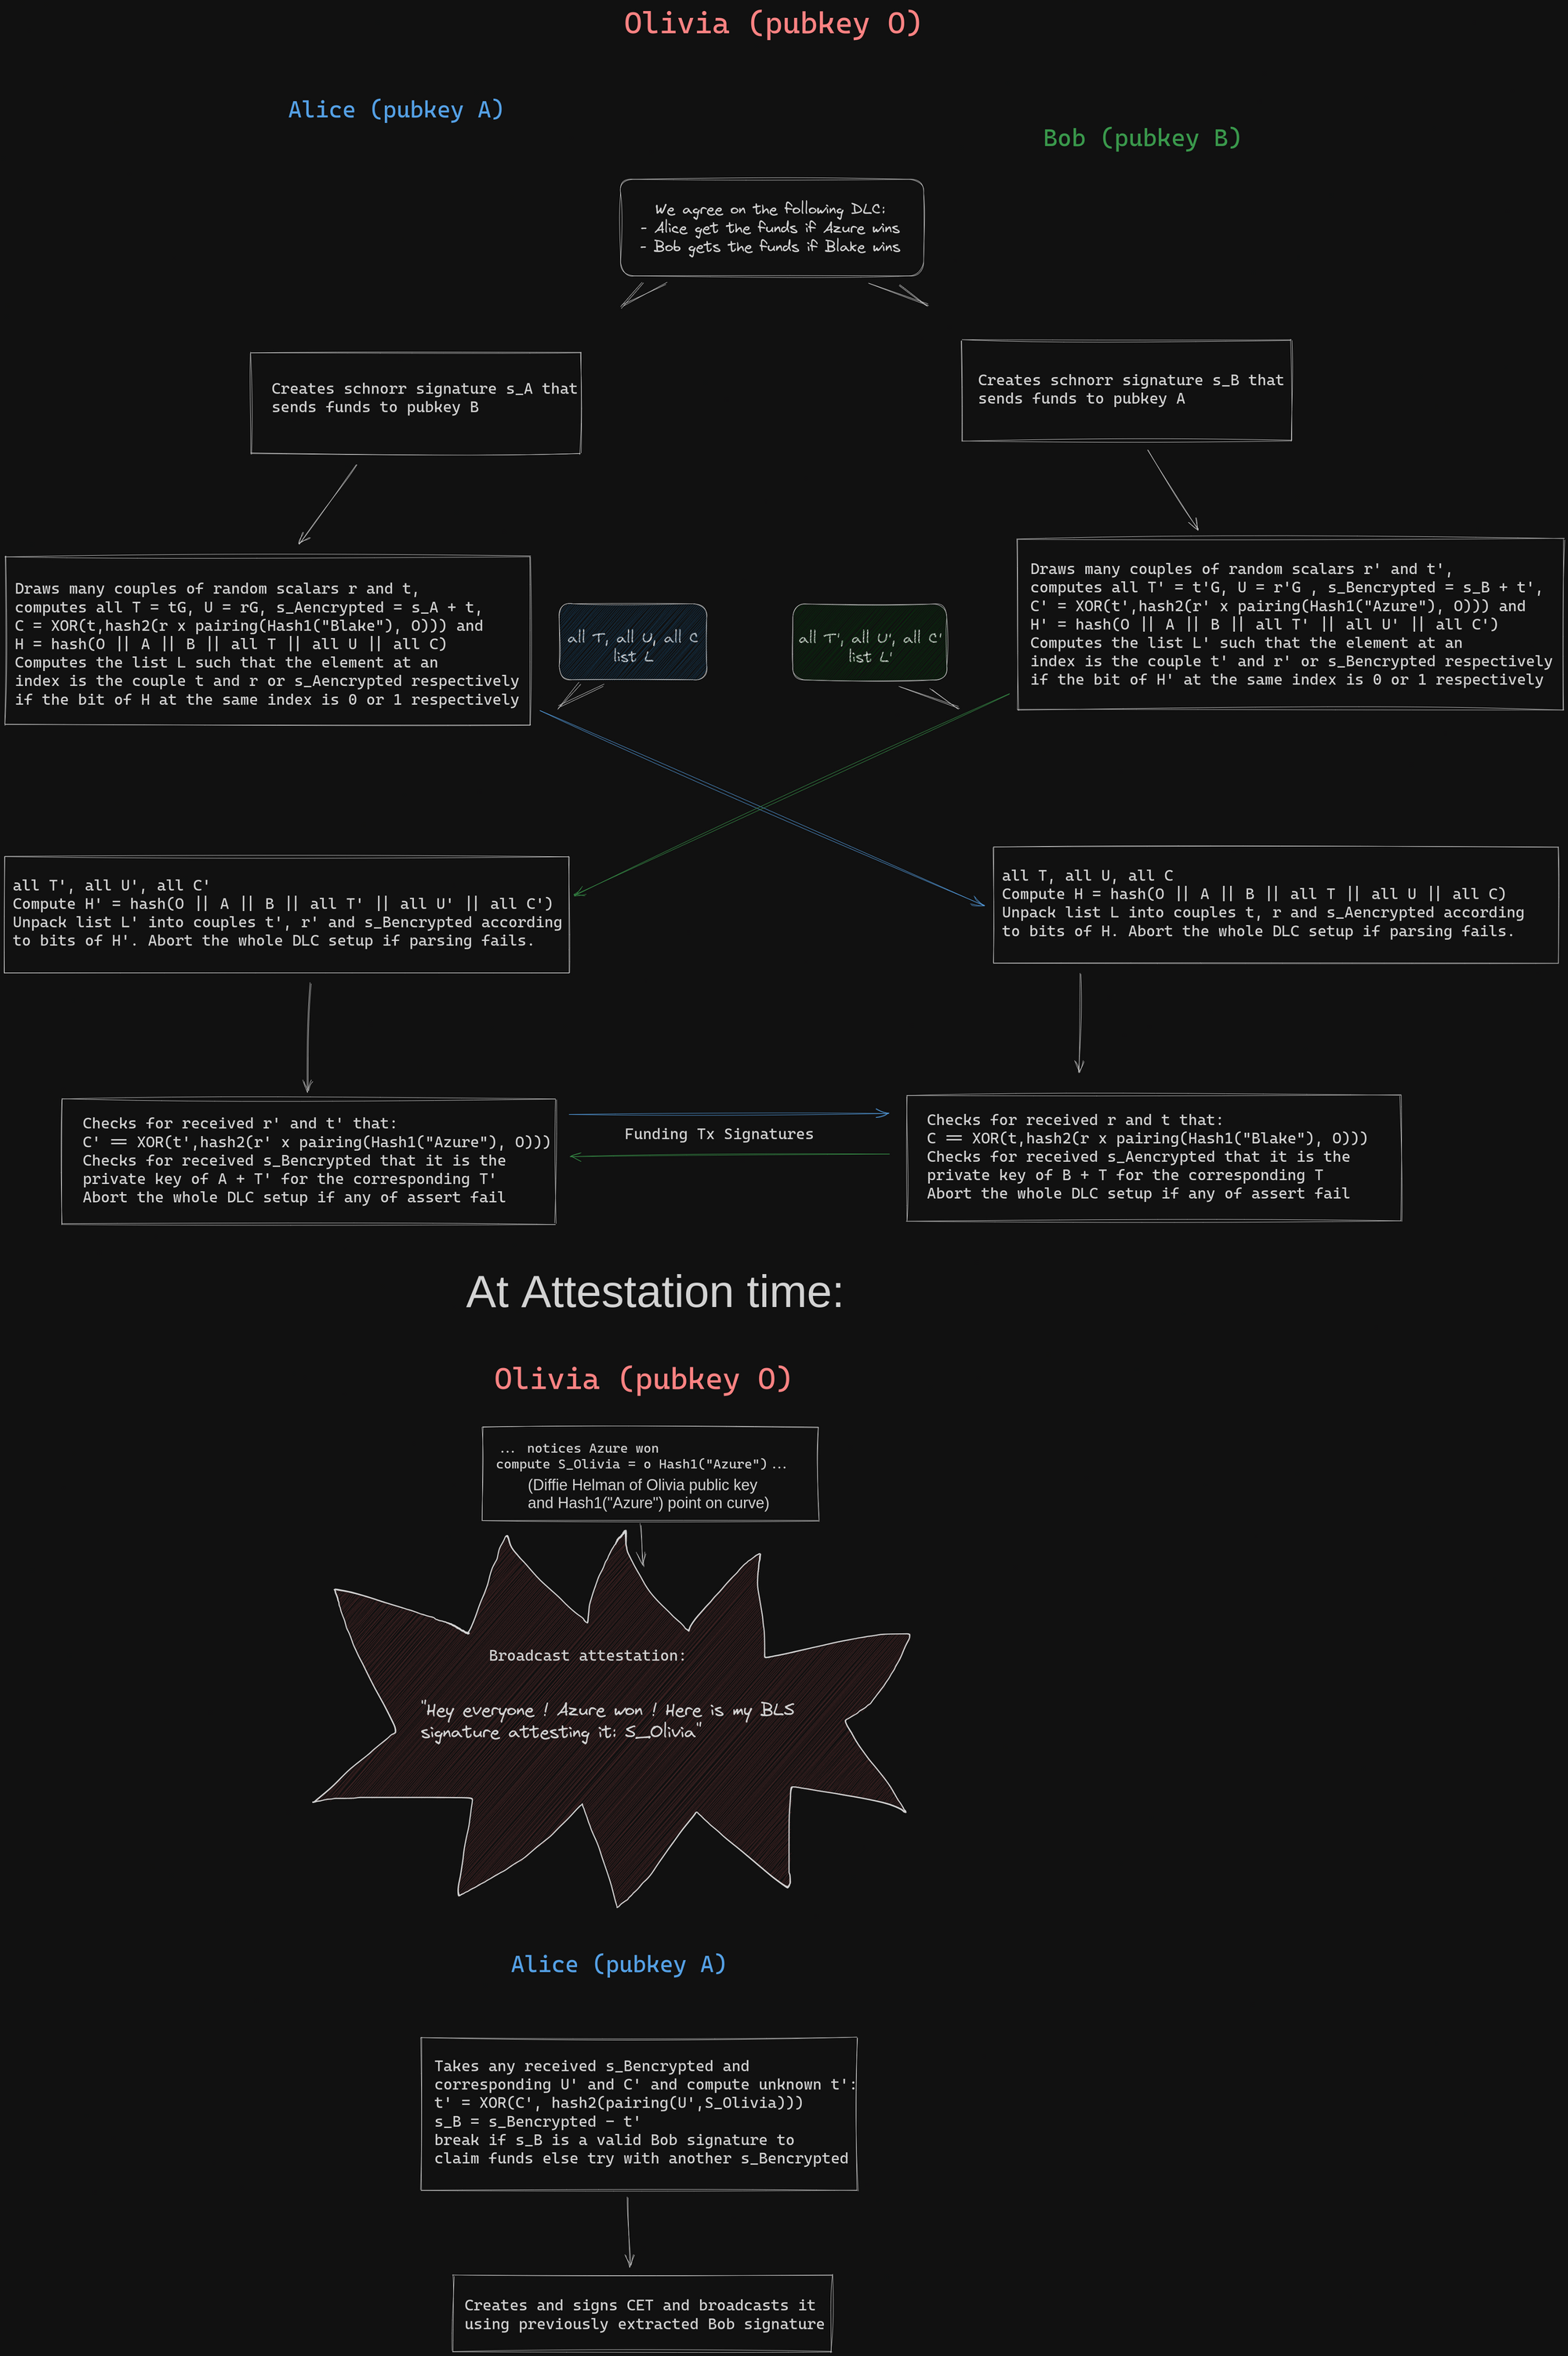 Olivia (pubkey O)
Alice (pubkey A)
Bob (pubkey B)
We agree on the following DLC:
- Alice get the funds if Azure wins
- Bob gets the funds if Blake wins
Creates schnorr signature s_A that
sends funds to pubkey B
Creates schnorr signature s_B that
sends funds to pubkey A
Draws many couples of random scalars r and t,
computes all T = tG, U = rG, s_Aencrypted = s_A + t,
C = XOR(t,hash2(r x pairing(Hash1("Blake"), O))) and
H = hash(O || A || B || all T || all U || all C)
Computes the list L such that the element at an
index is the couple t and r or s_Aencrypted respectively
if the bit of H at the same index is 0 or 1 respectively
all T, all U, all C
list L
all T', all U', all C'
list L'
Draws many couples of random scalars r' and t',
computes all T' = t'G, U = r'G , s_Bencrypted = s_B + t',
C' = XOR(t',hash2(r' x pairing(Hash1("Azure"), O))) and
H' = hash(O || A || B || all T' || all U' || all C')
Computes the list L' such that the element at an
index is the couple t' and r' or s_Bencrypted respectively
if the bit of H' at the same index is 0 or 1 respectively
all T', all U', all C'
Compute H' = hash(O || A || B || all T' || all U' || all C')
Unpack list L' into couples t', r' and s_Bencrypted according
to bits of H'. Abort the whole DLC setup if parsing fails.
all T, all U, all C
Compute H = hash(O || A || B || all T || all U || all C)
Unpack list L into couples t, r and s_Aencrypted according
to bits of H. Abort the whole DLC setup if parsing fails.
Checks for received r' and t' that:
C' == XOR(t',hash2(r' x pairing(Hash1("Azure"), O)))
Checks for received s_Bencrypted that it is the
private key of A + T' for the corresponding T'
Abort the whole DLC setup if any of assert fail
Funding Tx Signatures
Checks for received r and t that:
C == XOR(t,hash2(r x pairing(Hash1("Blake"), O)))
Checks for received s_Aencrypted that it is the
private key of B + T for the corresponding T
Abort the whole DLC setup if any of assert fail
At Attestation time:
Olivia (pubkey O)
... notices Azure won
compute S_Olivia = o Hash1("Azure")...
(Diffie Helman of Olivia public key
and Hash1("Azure") point on curve)
Broadcast attestation:
"Hey everyone ! Azure won ! Here is my BLS
signature attesting it: S_Olivia"
Alice (pubkey A)
Takes any received s_Bencrypted and
corresponding U' and C' and compute unknown t':
t' = XOR(C', hash2(pairing(U',S_Olivia)))
s_B = s_Bencrypted - t'
break if s_B is a valid Bob signature to
claim funds else try with another s_Bencrypted
Creates and signs CET and broadcasts it
using previously extracted Bob signature